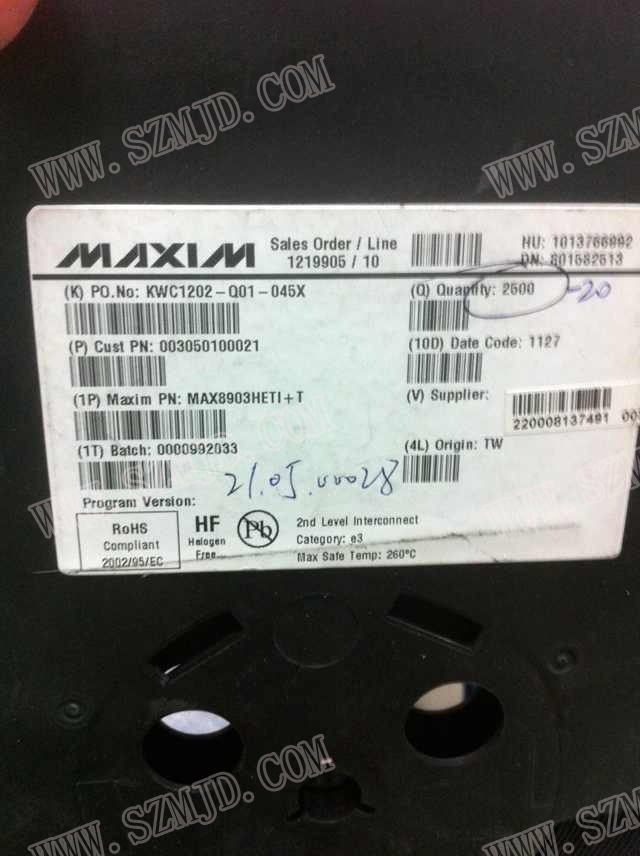 WWW.SZMJD.COM
WWW.SZM
MAXIM
Sales Order / Line
1219905 / 10
HU: 1013766992
DN: 801582513
(K) PO.No: KWC1202-Q01-045X
(Q) Quantity: 2500 -20
(P) Cust PN: 003050100021
(10D) Date Code: 1127
(1P) Maxim PN: MAX8903HETI+T
(V) Supplier:
220008137491
(1T) Batch: 0000992033
(4L) Origin: TW
21.05.00028
Program Version:
RoHS
Compliant
2002/95/EC
HF
Halogen
Free
Pb
2nd Level Interconnect
Category: e3
Max Safe Temp: 260°C
WWW.SZMJD.COM